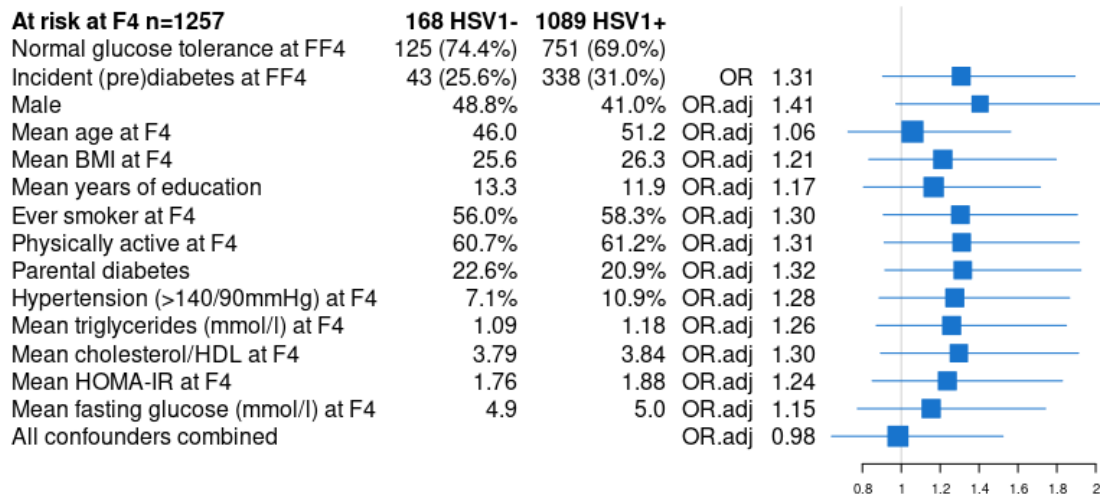 At risk at F4 n=1257 168 HSV1- 1089 HSV1+
Normal glucose tolerance at FF4 125 (74.4%) 751 (69.0%)
Incident (pre)diabetes at FF4 43 (25.6%) 338 (31.0%) OR 1.31
Male 48.8% 41.0% OR.adj 1.41
Mean age at F4 46.0 51.2 OR.adj 1.06
Mean BMI at F4 25.6 26.3 OR.adj 1.21
Mean years of education 13.3 11.9 OR.adj 1.17
Ever smoker at F4 56.0% 58.3% OR.adj 1.30
Physically active at F4 60.7% 61.2% OR.adj 1.31
Parental diabetes 22.6% 20.9% OR.adj 1.32
Hypertension (>140/90mmHg) at F4 7.1% 10.9% OR.adj 1.28
Mean triglycerides (mmol/l) at F4 1.09 1.18 OR.adj 1.26
Mean cholesterol/HDL at F4 3.79 3.84 OR.adj 1.30
Mean HOMA-IR at F4 1.76 1.88 OR.adj 1.24
Mean fasting glucose (mmol/l) at F4 4.9 5.0 OR.adj 1.15
All confounders combined OR.adj 0.98
0.8 1 1.2 1.4 1.6 1.8 2